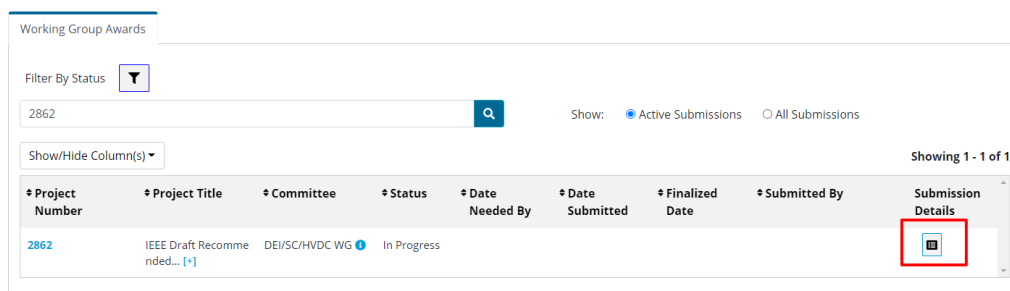 Working Group Awards
Filter By Status
2862
Show: Active Submissions All Submissions
Show/Hide Column(s)
Showing 1 - 1 of 1
Project Number Project Title Committee Status Date Needed By Date Submitted Finalized Date Submitted By Submission Details
2862 IEEE Draft Recomme nded... [+] DEI/SC/HVDC WG In Progress